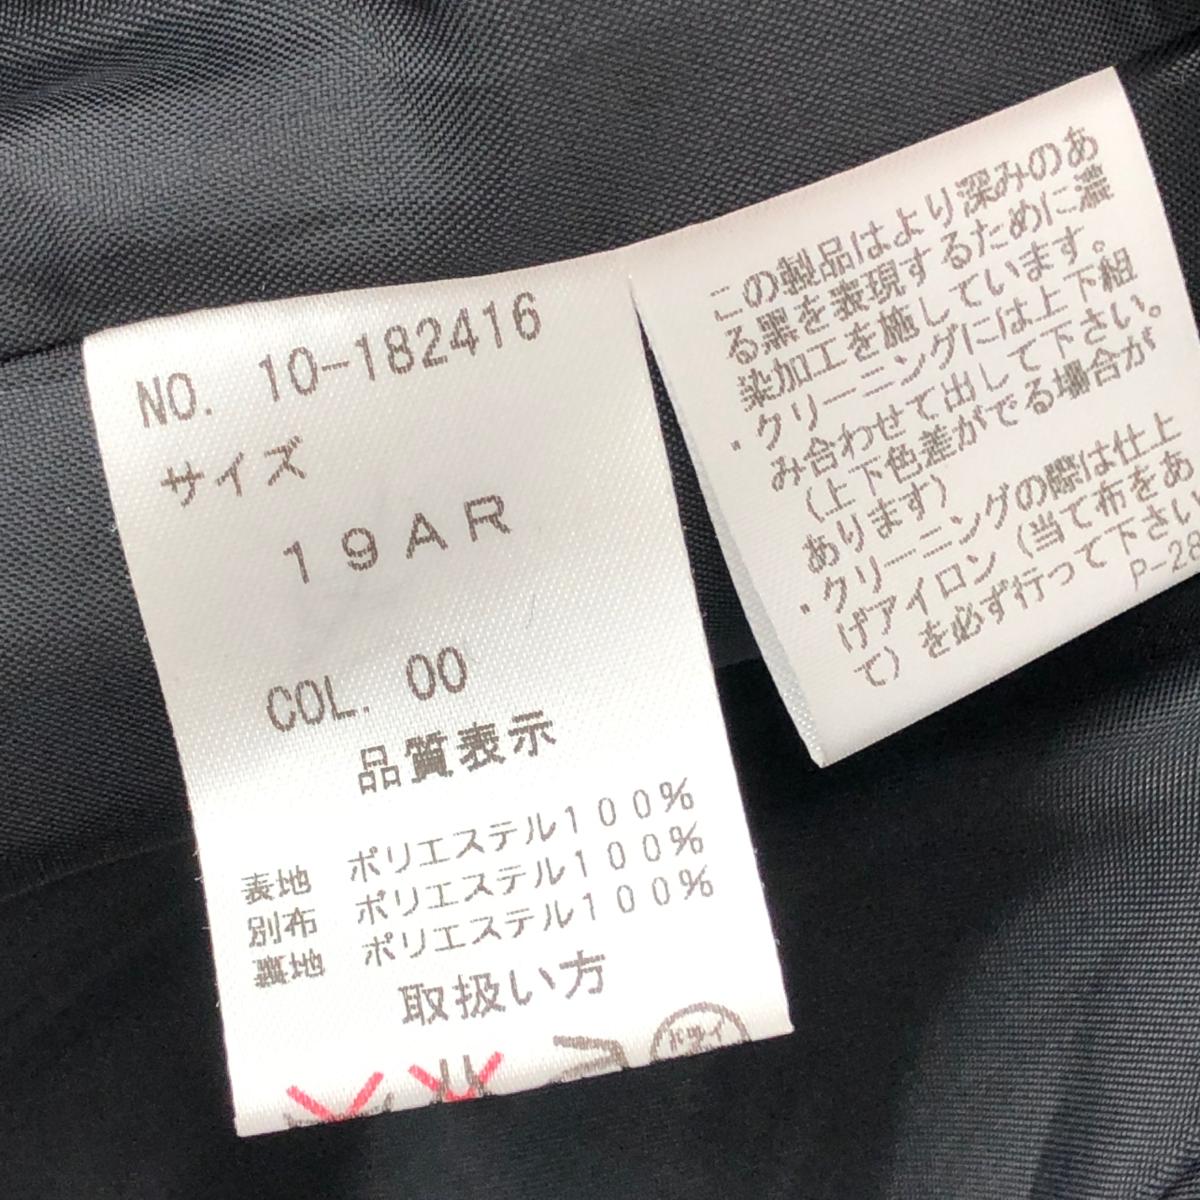 NO. 10-182416
サイズ
19AR
COL. 00
品質表示
表地 ポリエステル100%
別布 ポリエステル100%
裏地 ポリエステル100%
取扱い方
ドライ
この製品はより深みのあ
る黒を表現するために濃
染加工を施しています。
・クリーニングには上下組
み合わせて出して下さい。
(上下色差がでる場合が
あります)
・クリーニングの際は仕上
げアイロン(当て布をあ
て)を必ず行って下さい
P-28